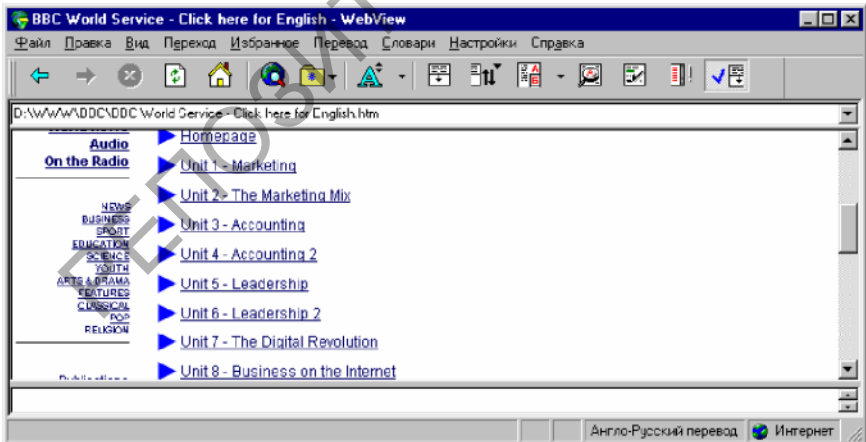 BBC World Service - Click here for English - WebView
Файл Правка Вид Переход Избранное Перевод Словари Настройки Справка
D:\WWW\BBC\BBC World Service - Click here for English.htm
Audio
On the Radio
NEWS
BUSINESS
SPORT
EDUCATION
SCIENCE
YOUTH
ARTS & DRAMA
FEATURES
CLASSICAL
POP
RELIGION
Homepage
Unit 1 - Marketing
Unit 2 - The Marketing Mix
Unit 3 - Accounting
Unit 4 - Accounting 2
Unit 5 - Leadership
Unit 6 - Leadership 2
Unit 7 - The Digital Revolution
Unit 8 - Business on the Internet
Англо-Русский перевод Интернет